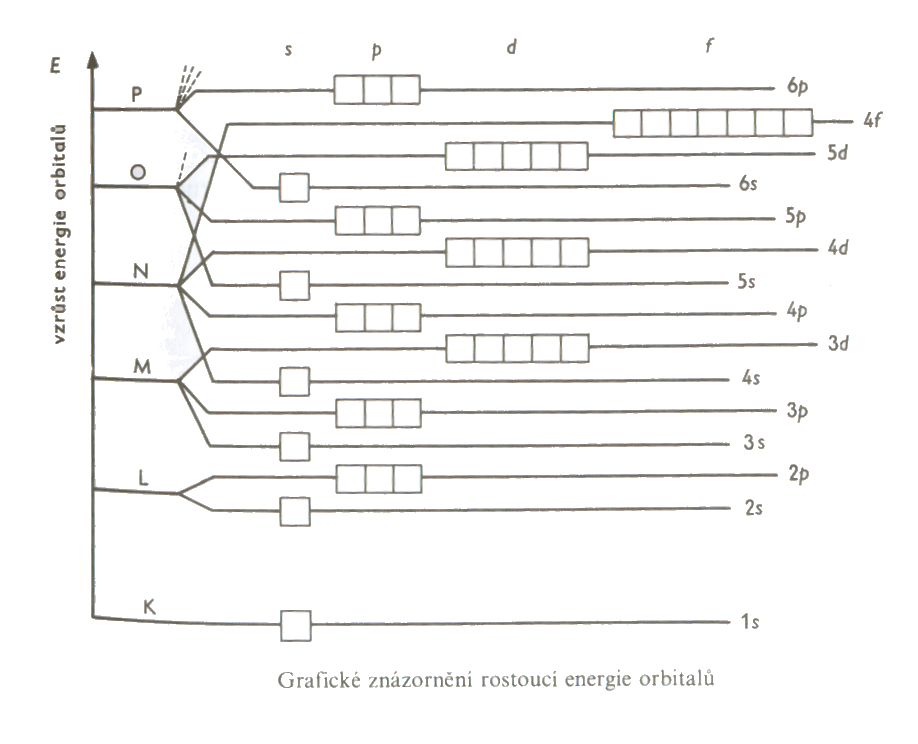 s p d f
E
P 6p
4f
5d
O
6s
5p
4d
N
5s
4p
3d
M
4s
3p
3s
L 2p
2s
K
1s
vzrůst energie orbitalů
Grafické znázornění rostoucí energie orbitalů